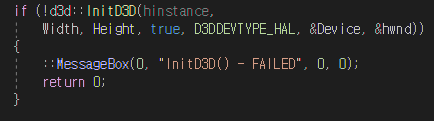 if (!d3d::InitD3D(hinstance,
Width, Height, true, D3DDEVTYPE_HAL, &Device, &hwnd))
{
::MessageBox(0, "InitD3D() - FAILED", 0, 0);
return 0;
}